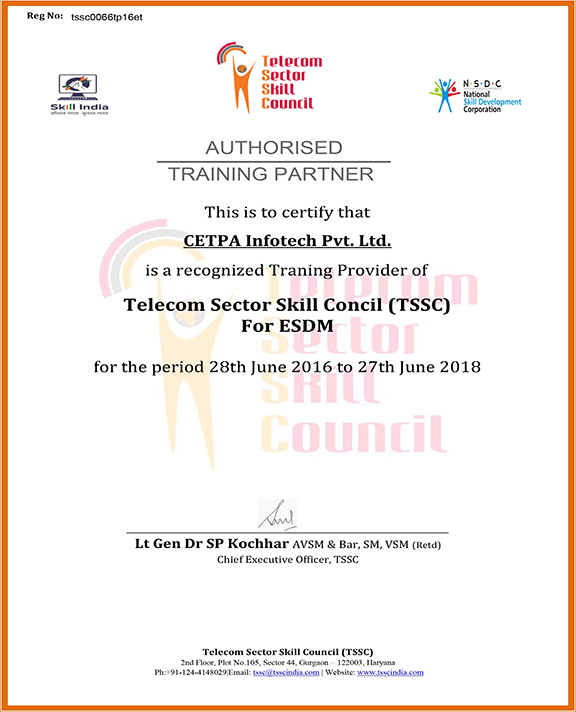 Reg No: tssc0066tp16et
Telecom
Sector
Skill
Council
Skill India
कौशल भारत - कुशल भारत
N·S·D·C
National
Skill Development
Corporation
AUTHORISED
TRAINING PARTNER
This is to certify that
CETPA Infotech Pvt. Ltd.
is a recognized Traning Provider of
Telecom Sector Skill Concil (TSSC)
For ESDM
for the period 28th June 2016 to 27th June 2018
Telecom
Sector
Skill
Council
Lt Gen Dr SP Kochhar AVSM & Bar, SM, VSM (Retd)
Chief Executive Officer, TSSC
Telecom Sector Skill Council (TSSC)
2nd Floor, Plot No.105, Sector 44, Gurgaon – 122003, Haryana
Ph:+91-124-4148029|Email: tssc@tsscindia.com | Website: www.tsscindia.com